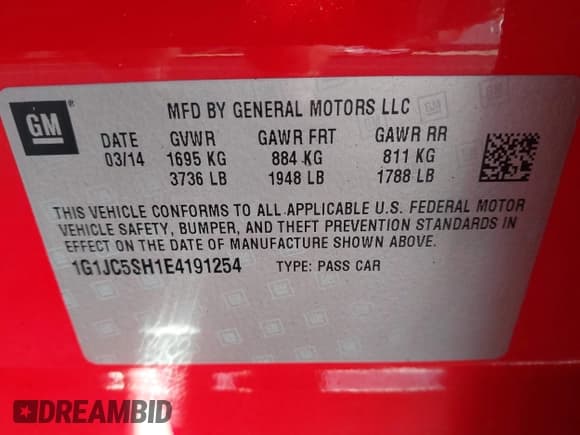 GM ®
MFD BY GENERAL MOTORS LLC
DATE GVWR GAWR FRT GAWR RR
03/14 1695 KG 884 KG 811 KG
3736 LB 1948 LB 1788 LB
THIS VEHICLE CONFORMS TO ALL APPLICABLE U.S. FEDERAL MOTOR
VEHICLE SAFETY, BUMPER, AND THEFT PREVENTION STANDARDS IN
EFFECT ON THE DATE OF MANUFACTURE SHOWN ABOVE.
1G1JC5SH1E4191254 TYPE: PASS CAR
DREAMBID